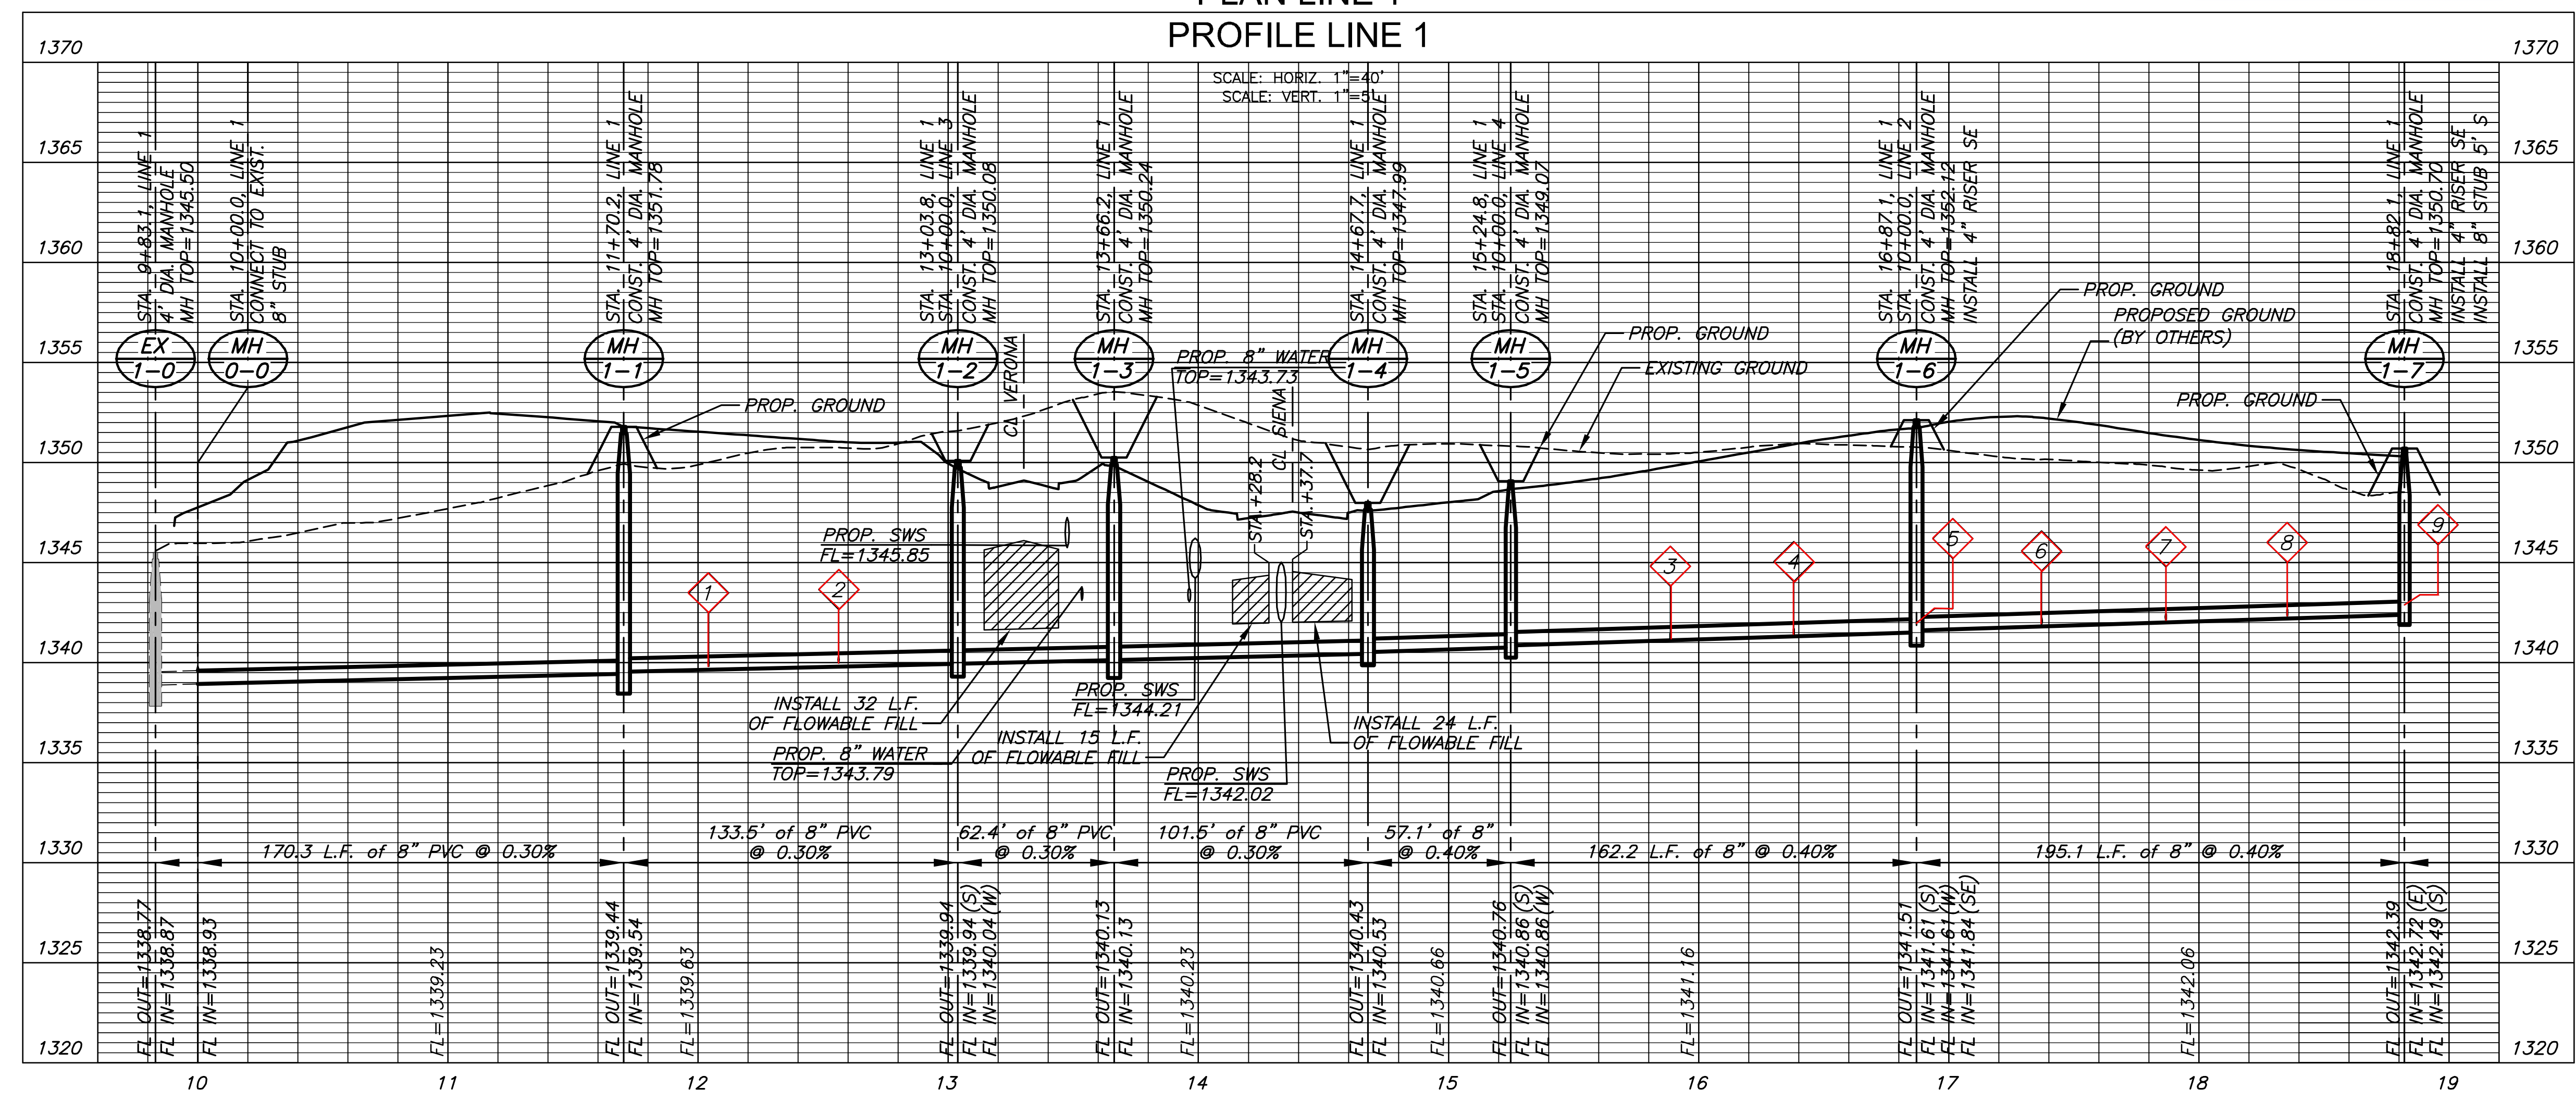 PLAN LINE 1
PROFILE LINE 1
SCALE: HORIZ. 1"=40'
SCALE: VERT. 1"=5'
1370
1370
1365
1365
1360
1360
1355
1355
1350
1350
1345
1345
1340
1340
1335
1335
1330
1330
1325
1325
1320
1320
STA. 9+83.1, LINE 1
4' DIA. MANHOLE
MH TOP=1345.50
STA. 10+00.0, LINE 1
CONNECT TO EXIST.
8" STUB
STA. 11+70.2, LINE 1
CONST. 4' DIA. MANHOLE
MH TOP=1351.78
STA. 13+03.8, LINE 1
STA. 10+00.0, LINE 3
CONST. 4' DIA. MANHOLE
MH TOP=1350.08
STA. 13+66.2, LINE 1
CONST. 4' DIA. MANHOLE
MH TOP=1350.24
STA. 14+67.7, LINE 1
CONST. 4' DIA. MANHOLE
MH TOP=1347.99
STA. 15+24.8, LINE 1
STA. 10+00.0, LINE 4
CONST. 4' DIA. MANHOLE
MH TOP=1349.07
STA. 16+87.1, LINE 1
STA. 10+00.0, LINE 2
CONST. 4' DIA. MANHOLE
MH TOP=1352.12
INSTALL 4" RISER SE
STA. 18+82.1, LINE 1
CONST. 4' DIA. MANHOLE
MH TOP=1350.70
INSTALL 4" RISER SE
INSTALL 8" STUB 5' S
EX
1-0
MH
0-0
MH
1-1
MH
1-2
MH
1-3
MH
1-4
MH
1-5
MH
1-6
MH
1-7
CL VERONA
CL SIENA
STA.+28.2
STA.+37.7
PROP. 8" WATER
TOP=1343.73
PROP. GROUND
EXISTING GROUND
PROP. GROUND
PROPOSED GROUND
(BY OTHERS)
PROP. GROUND
PROP. GROUND
PROP. SWS
FL=1345.85
1
2
3
4
5
6
7
8
9
INSTALL 32 L.F.
OF FLOWABLE FILL
PROP. 8" WATER
TOP=1343.79
PROP. SWS
FL=1344.21
INSTALL 15 L.F.
OF FLOWABLE FILL
PROP. SWS
FL=1342.02
INSTALL 24 L.F.
OF FLOWABLE FILL
170.3 L.F. of 8" PVC @ 0.30%
133.5' of 8" PVC
@ 0.30%
62.4' of 8" PVC
@ 0.30%
101.5' of 8" PVC
@ 0.30%
57.1' of 8"
@ 0.40%
162.2 L.F. of 8" @ 0.40%
195.1 L.F. of 8" @ 0.40%
FL OUT=1338.77
FL IN=1338.87
FL IN=1338.93
FL=1339.23
FL OUT=1339.44
FL IN=1339.54
FL=1339.63
FL OUT=1339.94
FL IN=1339.94 (S)
FL IN=1340.04 (W)
FL OUT=1340.13
FL IN=1340.13
FL=1340.23
FL OUT=1340.43
FL IN=1340.53
FL=1340.66
FL OUT=1340.76
FL IN=1340.86 (S)
FL IN=1340.86 (W)
FL=1341.16
FL OUT=1341.51
FL IN=1341.61 (S)
FL IN=1341.61 (W)
FL IN=1341.84 (SE)
FL=1342.06
FL OUT=1342.39
FL IN=1342.72 (E)
FL IN=1342.49 (S)
10
11
12
13
14
15
16
17
18
19